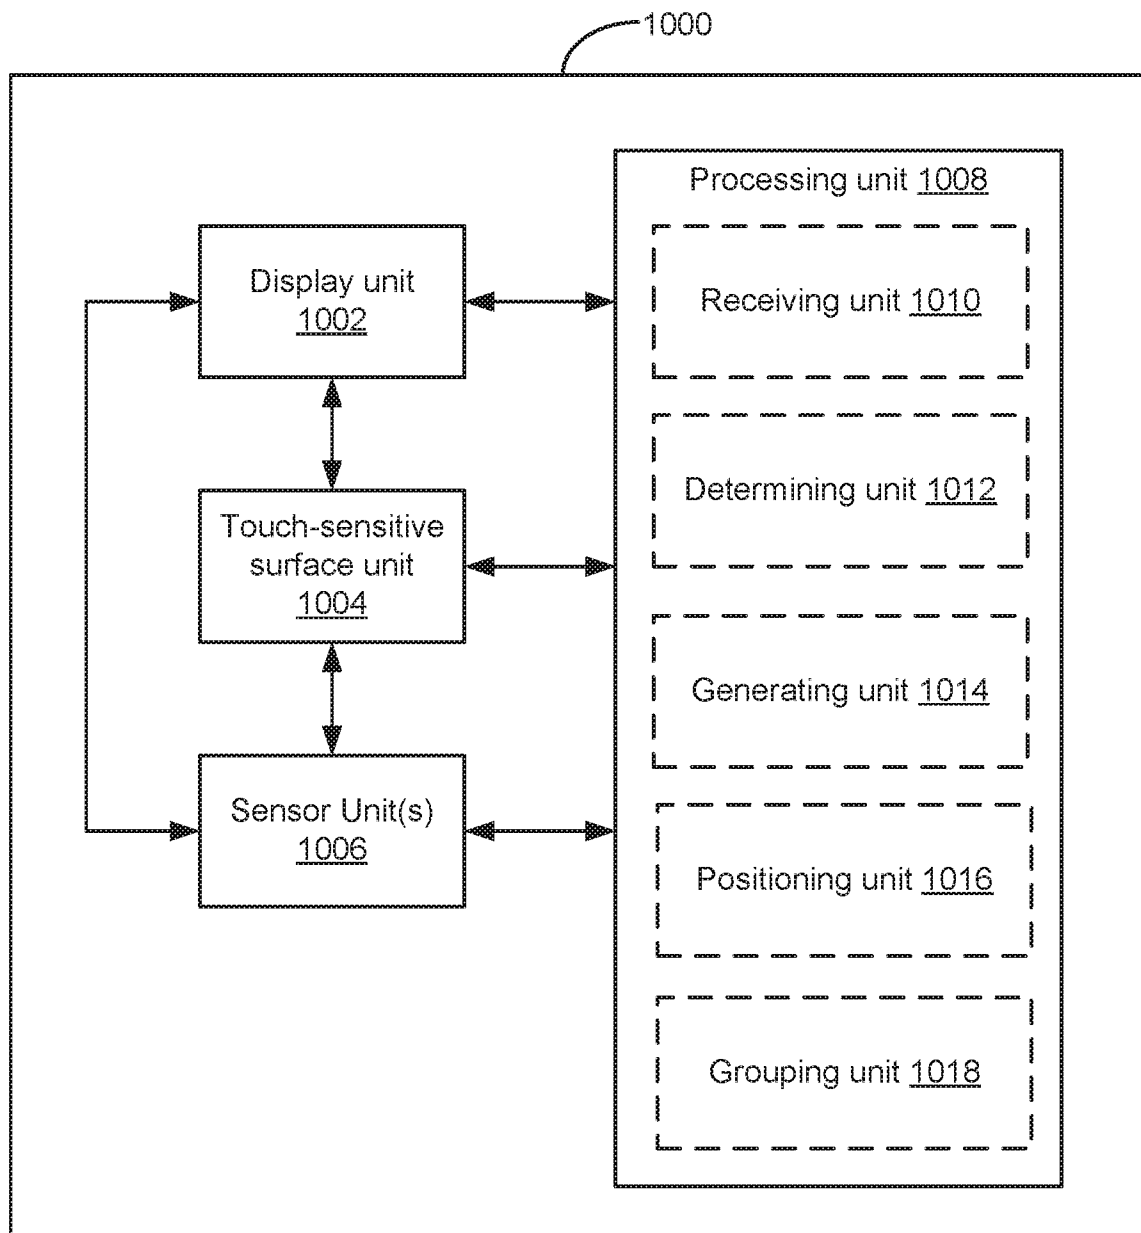 1000
Processing unit 1008
Display unit
1002
Receiving unit 1010
Determining unit 1012
Touch-sensitive
surface unit
1004
Generating unit 1014
Sensor Unit(s)
1006
Positioning unit 1016
Grouping unit 1018